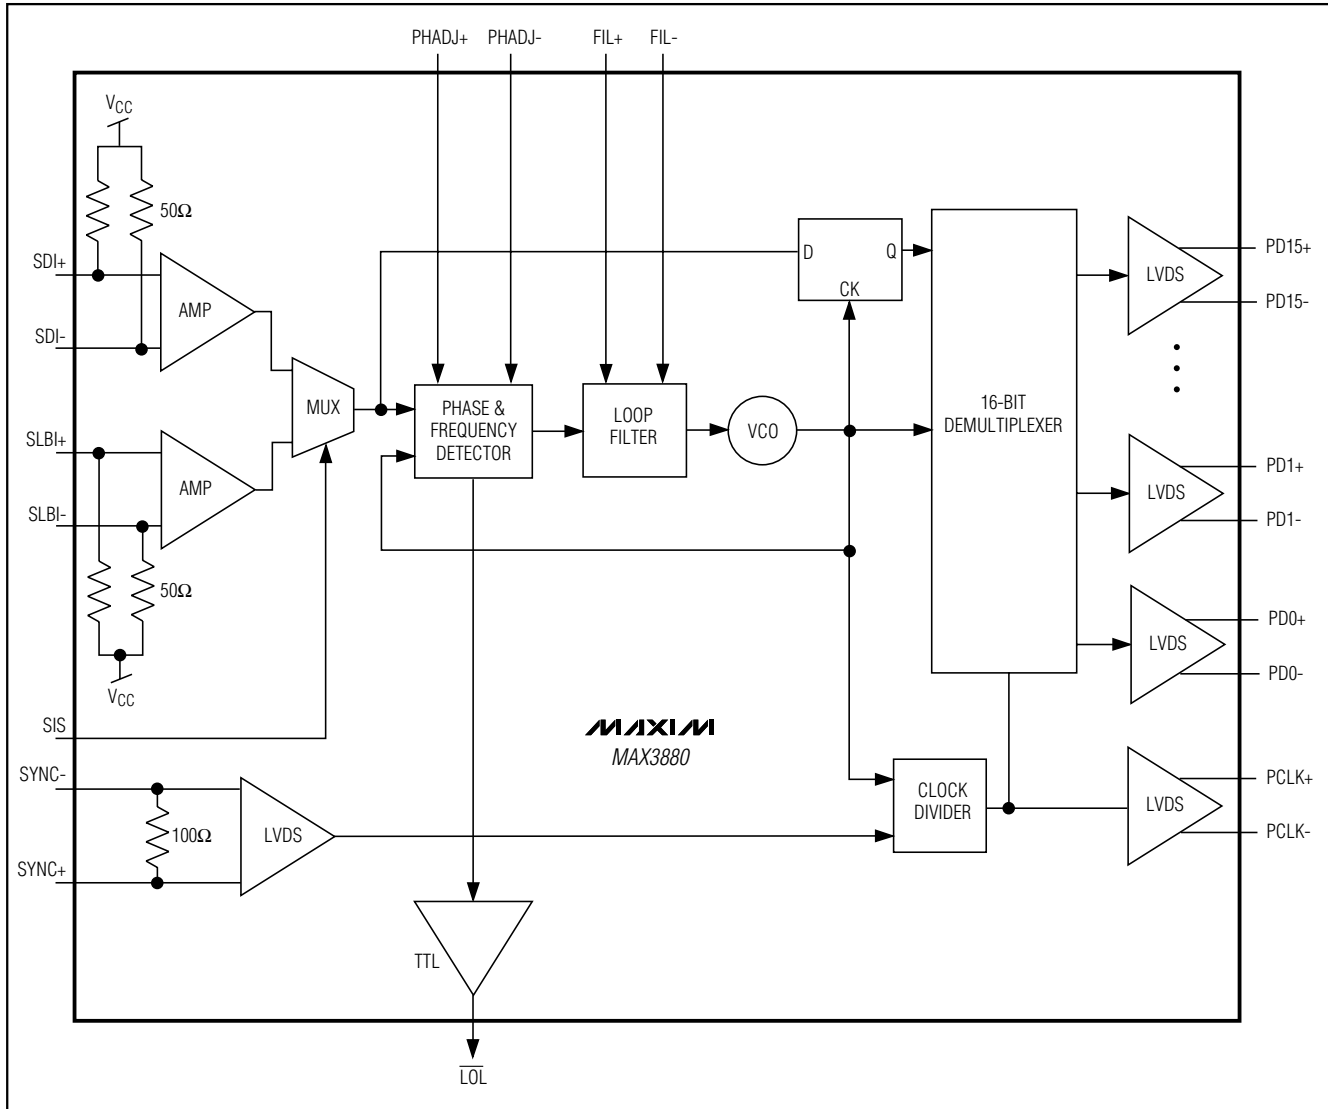 PHADJ+ PHADJ- FIL+ FIL-
VCC
50Ω
SDI+
AMP
SDI-
D Q
CK
LVDS
PD15+
PD15-
MUX
PHASE &
FREQUENCY
DETECTOR
LOOP
FILTER
VCO
16-BIT
DEMULTIPLEXER
SLBI+
AMP
SLBI-
50Ω
VCC
LVDS
PD1+
PD1-
LVDS
PD0+
PD0-
SIS
MAXIM
MAX3880
SYNC-
100Ω
LVDS
SYNC+
CLOCK
DIVIDER
LVDS
PCLK+
PCLK-
TTL
LOL